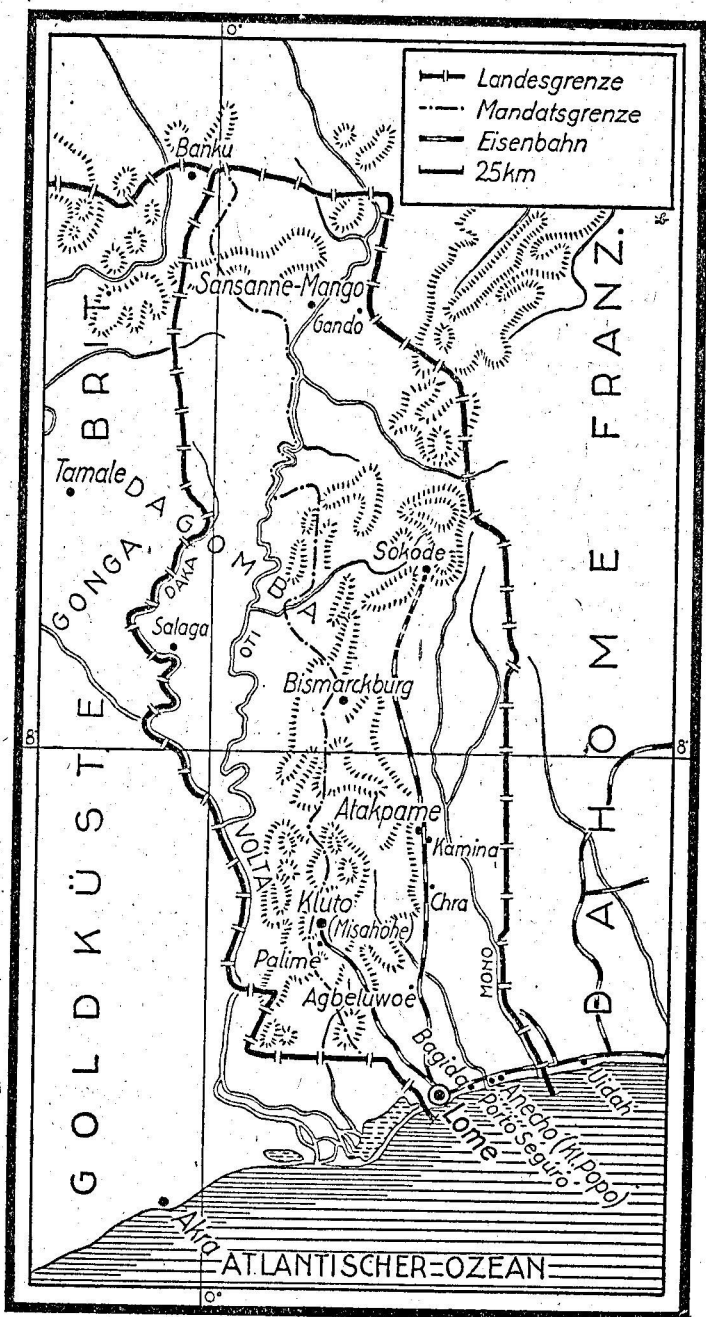 0°
Landesgrenze
Mandatsgrenze
Eisenbahn
25km
Banku
Sansanne-Mango
Gando
BRIT.
FRANZ.
Tamale
DAGOMBA
GONGA
DAKA
Sokode
Salaga
OTI
Bismarckburg
8°
8°
GOLDKÜSTE
DAHOME
Atakpame
Kamina
VOLTA
Chra
Kluto
(Misahöhe)
Palime
Agbeluwoe
MONO
Bagida
Lome
Porto Seguro
Anecho (Kl. Popo)
Uidah
Akra
ATLANTISCHER OZEAN
0°